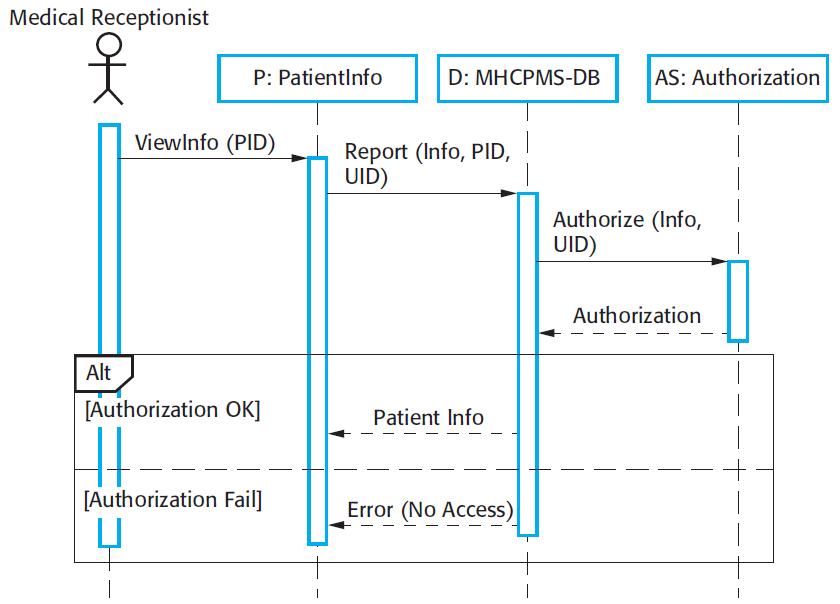 Medical Receptionist
P: PatientInfo
D: MHCPMS-DB
AS: Authorization
ViewInfo (PID)
Report (Info, PID,
UID)
Authorize (Info,
UID)
Authorization
Alt
[Authorization OK]
Patient Info
[Authorization Fail]
Error (No Access)